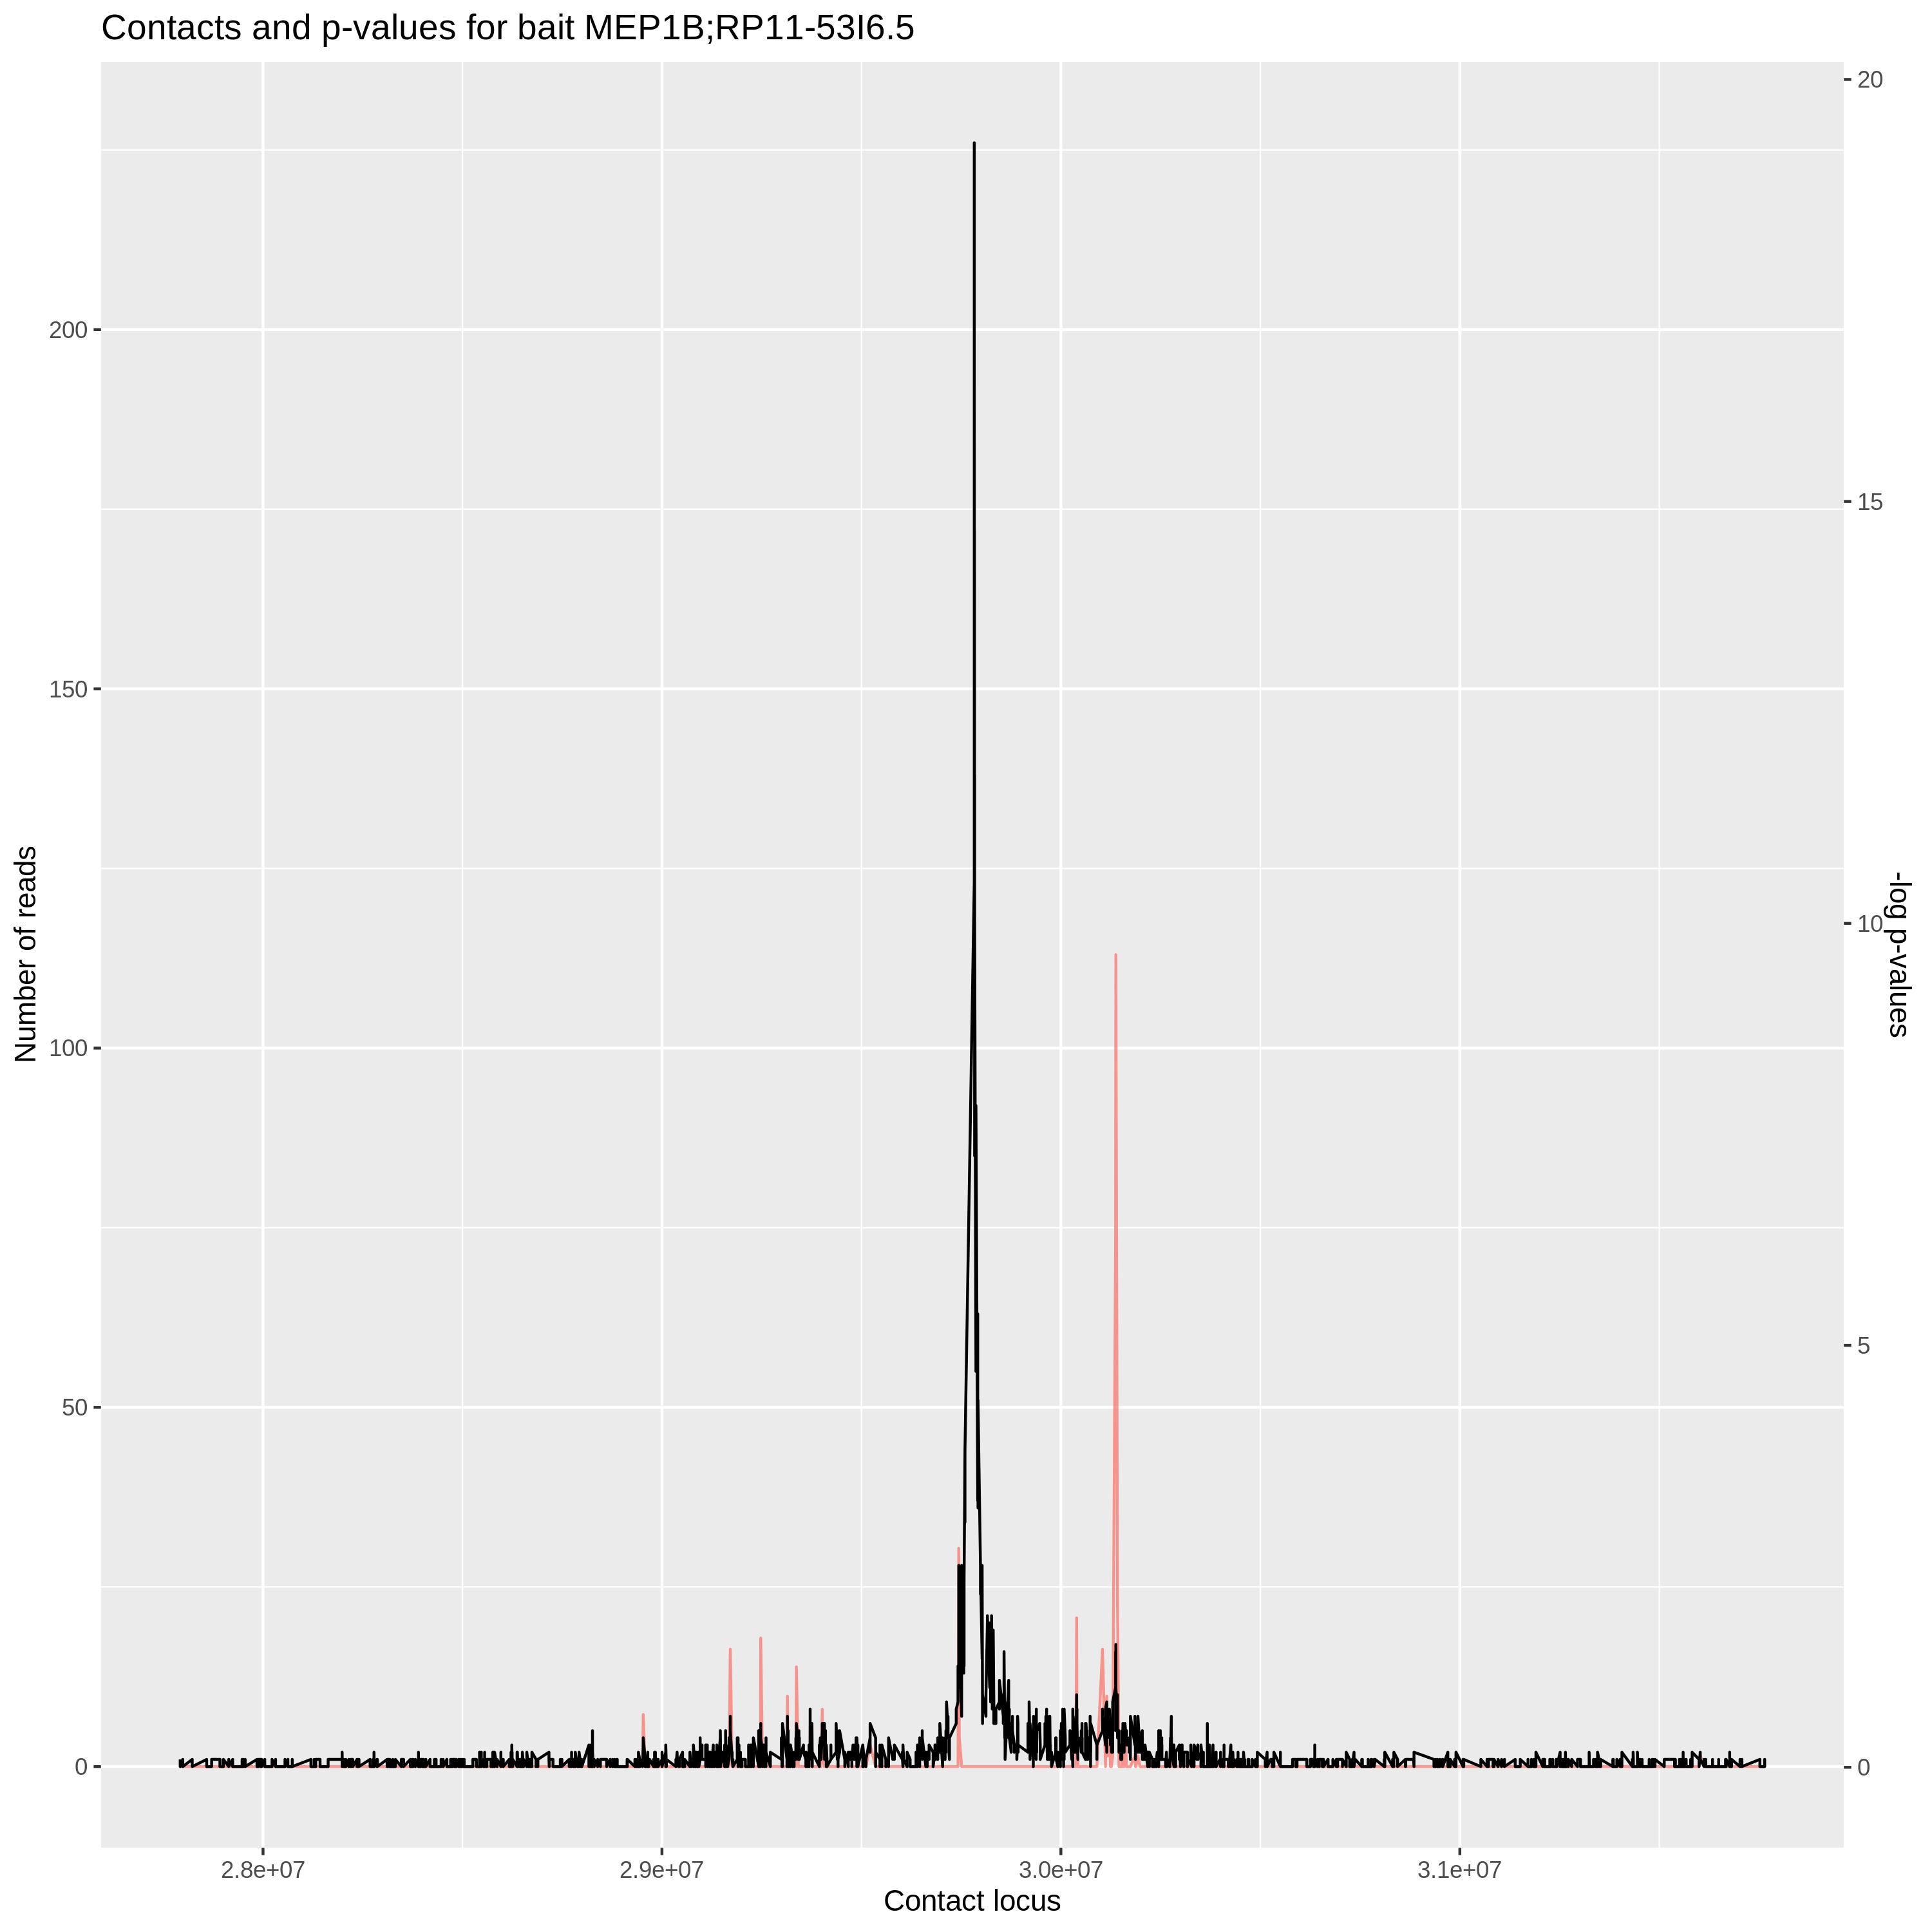 Contacts and p-values for bait MEP1B;RP11-53I6.5
200
150
100
50
0
Number of reads
20
15
10
5
0
-log p-values
2.8e+07
2.9e+07
3.0e+07
3.1e+07
Contact locus